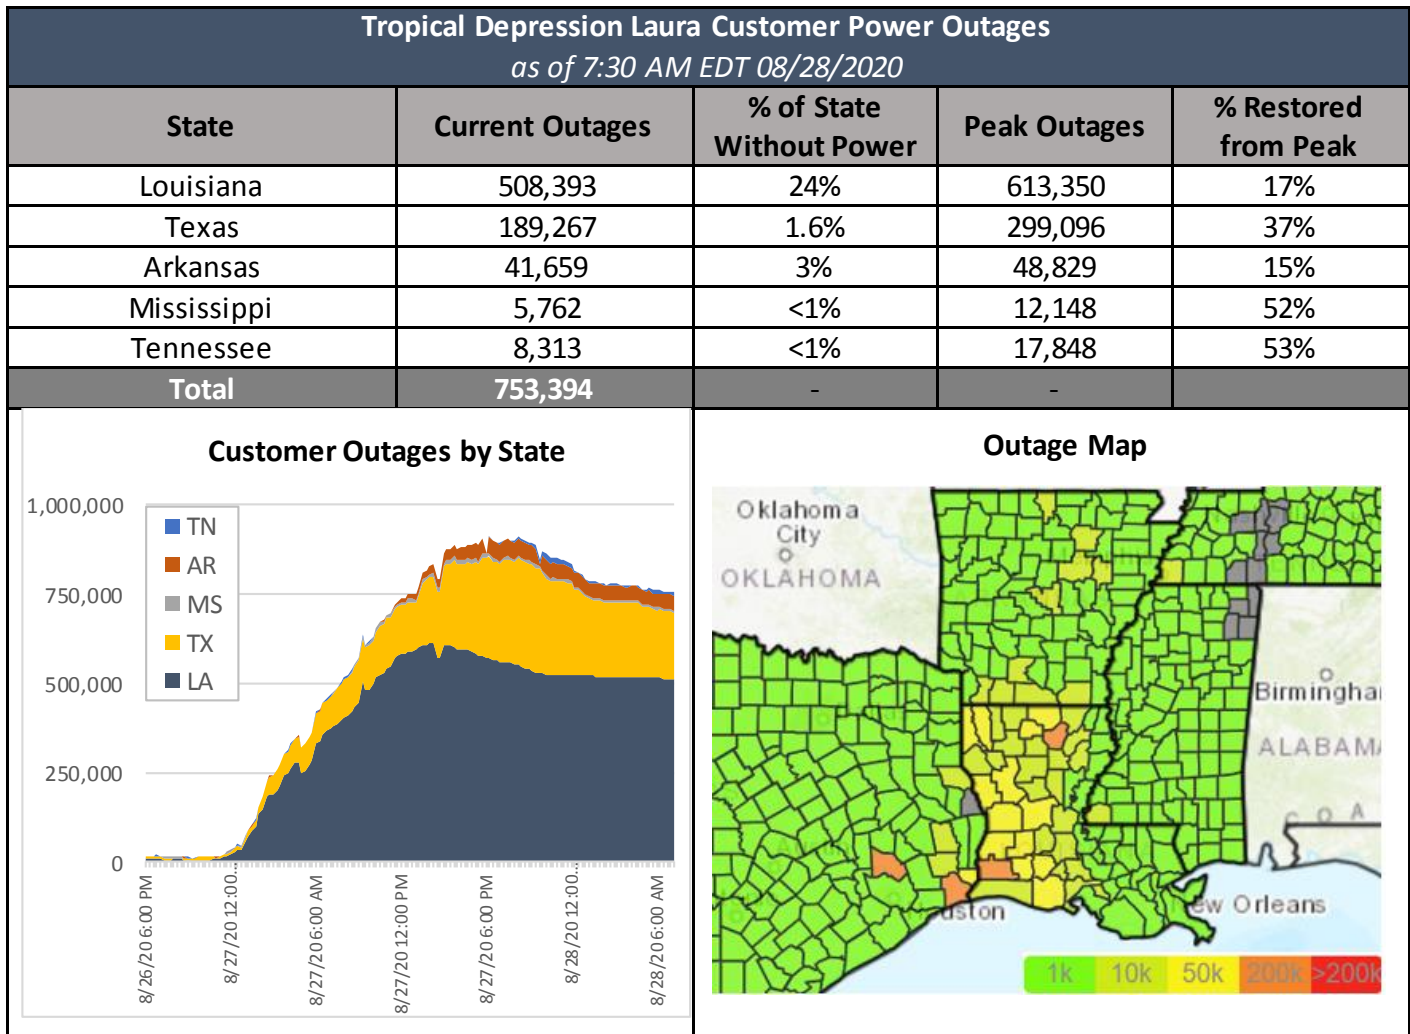 Tropical Depression Laura Customer Power Outages
as of 7:30 AM EDT 08/28/2020
State Current Outages % of State Without Power Peak Outages % Restored from Peak
Louisiana 508,393 24% 613,350 17%
Texas 189,267 1.6% 299,096 37%
Arkansas 41,659 3% 48,829 15%
Mississippi 5,762 <1% 12,148 52%
Tennessee 8,313 <1% 17,848 53%
Total 753,394 - -
Customer Outages by State
1,000,000
750,000
500,000
250,000
0
TN
AR
MS
TX
LA
8/26/20 6:00 PM
8/27/20 12:00...
8/27/20 6:00 AM
8/27/20 12:00 PM
8/27/20 6:00 PM
8/28/20 12:00...
8/28/20 6:00 AM
Outage Map
Oklahoma
City
OKLAHOMA
Birmingha
ALABAMA
C O A
ew Orleans
uston
1k 10k 50k 200k >200k